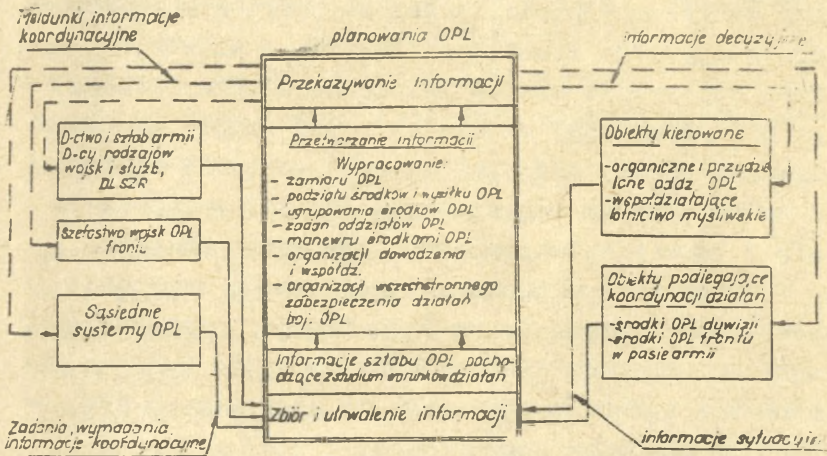 Meldunki, informacje
koordynacyjne
planowania OPL
informacje decyzyjne
Przekazywanie informacji
D-ctwo i sztab armii
D-cy rodzajów
wojsk i służb,
DLSZR
Szefostwo wojsk OPL
frontu
Sąsiednie
systemy OPL
Przetwarzanie informacji
Wypracowanie:
- zamiaru OPL
- podziału środków i wysiłku OPL
- ugrupowania środków OPL
- zadań oddziałów OPL
- manewru środkami OPL
- organizacji dowodzenia
i współdz.
- organizacji wszechstronnego
zabezpieczenia działań
boj. OPL
Informacje sztabu OPL pocho-
dzące z studium warunków działań
Zbiór i utrwalenie informacji
Obiekty kierowane
- organiczne i przydzie
lone oddz. OPL
- współdziałające
lotnictwo myśliwskie
Obiekty podlegające
koordynacji działań
- środki OPL dywizji
- środki OPL frontu
w pasie armii
Zadania, wymagania,
informacje koordynacyjne
informacje sytuacyjne